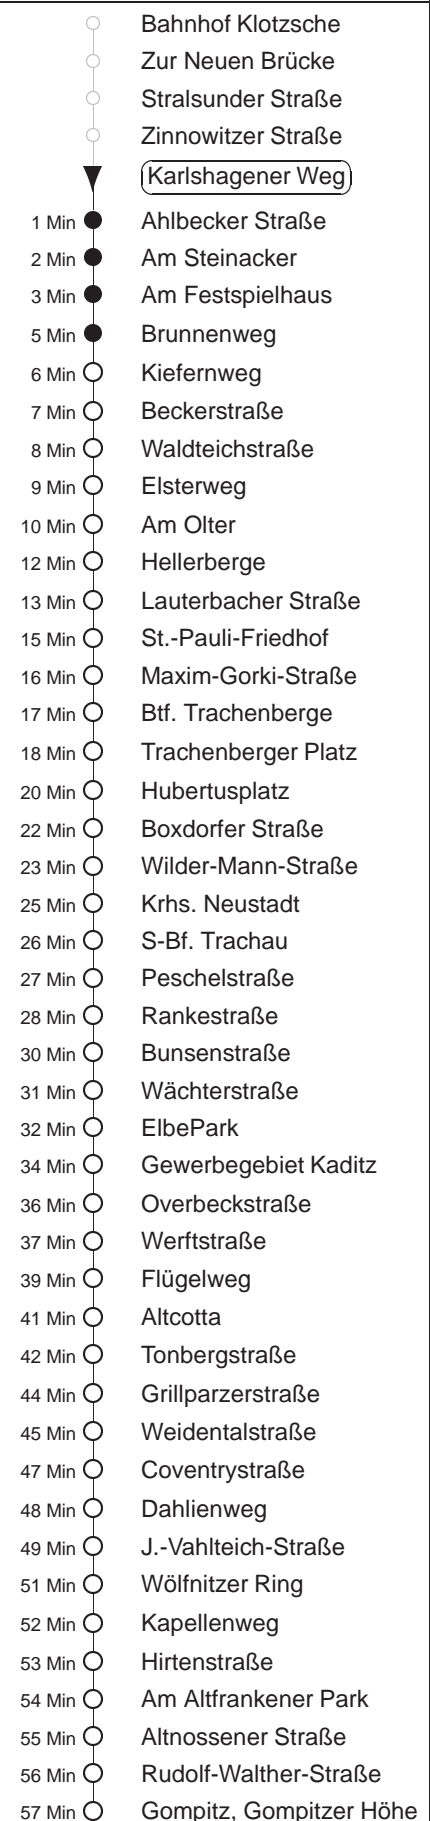 Bahnhof Klotzsche
Zur Neuen Brücke
Stralsunder Straße
Zinnowitzer Straße
Karlshagener Weg
1 Min Ahlbecker Straße
2 Min Am Steinacker
3 Min Am Festspielhaus
5 Min Brunnenweg
6 Min Kiefernweg
7 Min Beckerstraße
8 Min Waldteichstraße
9 Min Elsterweg
10 Min Am Olter
12 Min Hellerberge
13 Min Lauterbacher Straße
15 Min St.-Pauli-Friedhof
16 Min Maxim-Gorki-Straße
17 Min Btf. Trachenberge
18 Min Trachenberger Platz
20 Min Hubertusplatz
22 Min Boxdorfer Straße
23 Min Wilder-Mann-Straße
25 Min Krhs. Neustadt
26 Min S-Bf. Trachau
27 Min Peschelstraße
28 Min Rankestraße
30 Min Bunsenstraße
31 Min Wächterstraße
32 Min ElbePark
34 Min Gewerbegebiet Kaditz
36 Min Overbeckstraße
37 Min Werftstraße
39 Min Flügelweg
41 Min Altcotta
42 Min Tonbergstraße
44 Min Grillparzerstraße
45 Min Weidentalstraße
47 Min Coventrystraße
48 Min Dahlienweg
49 Min J.-Vahlteich-Straße
51 Min Wölfnitzer Ring
52 Min Kapellenweg
53 Min Hirtenstraße
54 Min Am Altfrankener Park
55 Min Altnossener Straße
56 Min Rudolf-Walther-Straße
57 Min Gompitz, Gompitzer Höhe